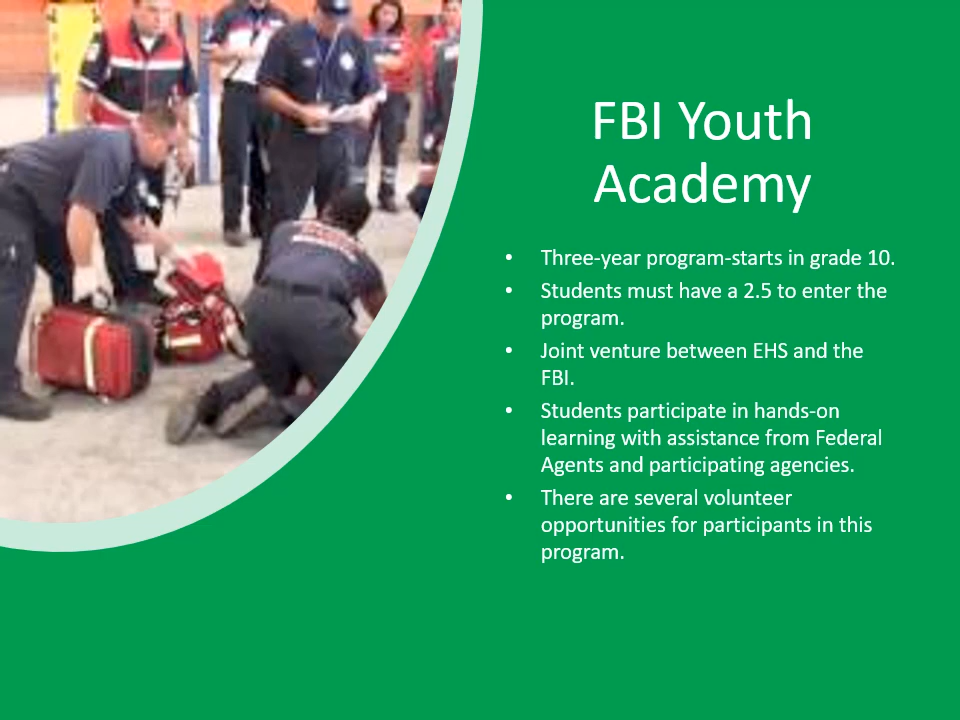 FBI Youth
Academy
• Three-year program-starts in grade 10.
• Students must have a 2.5 to enter the
program.
• Joint venture between EHS and the
FBI.
• Students participate in hands-on
learning with assistance from Federal
Agents and participating agencies.
• There are several volunteer
opportunities for participants in this
program.